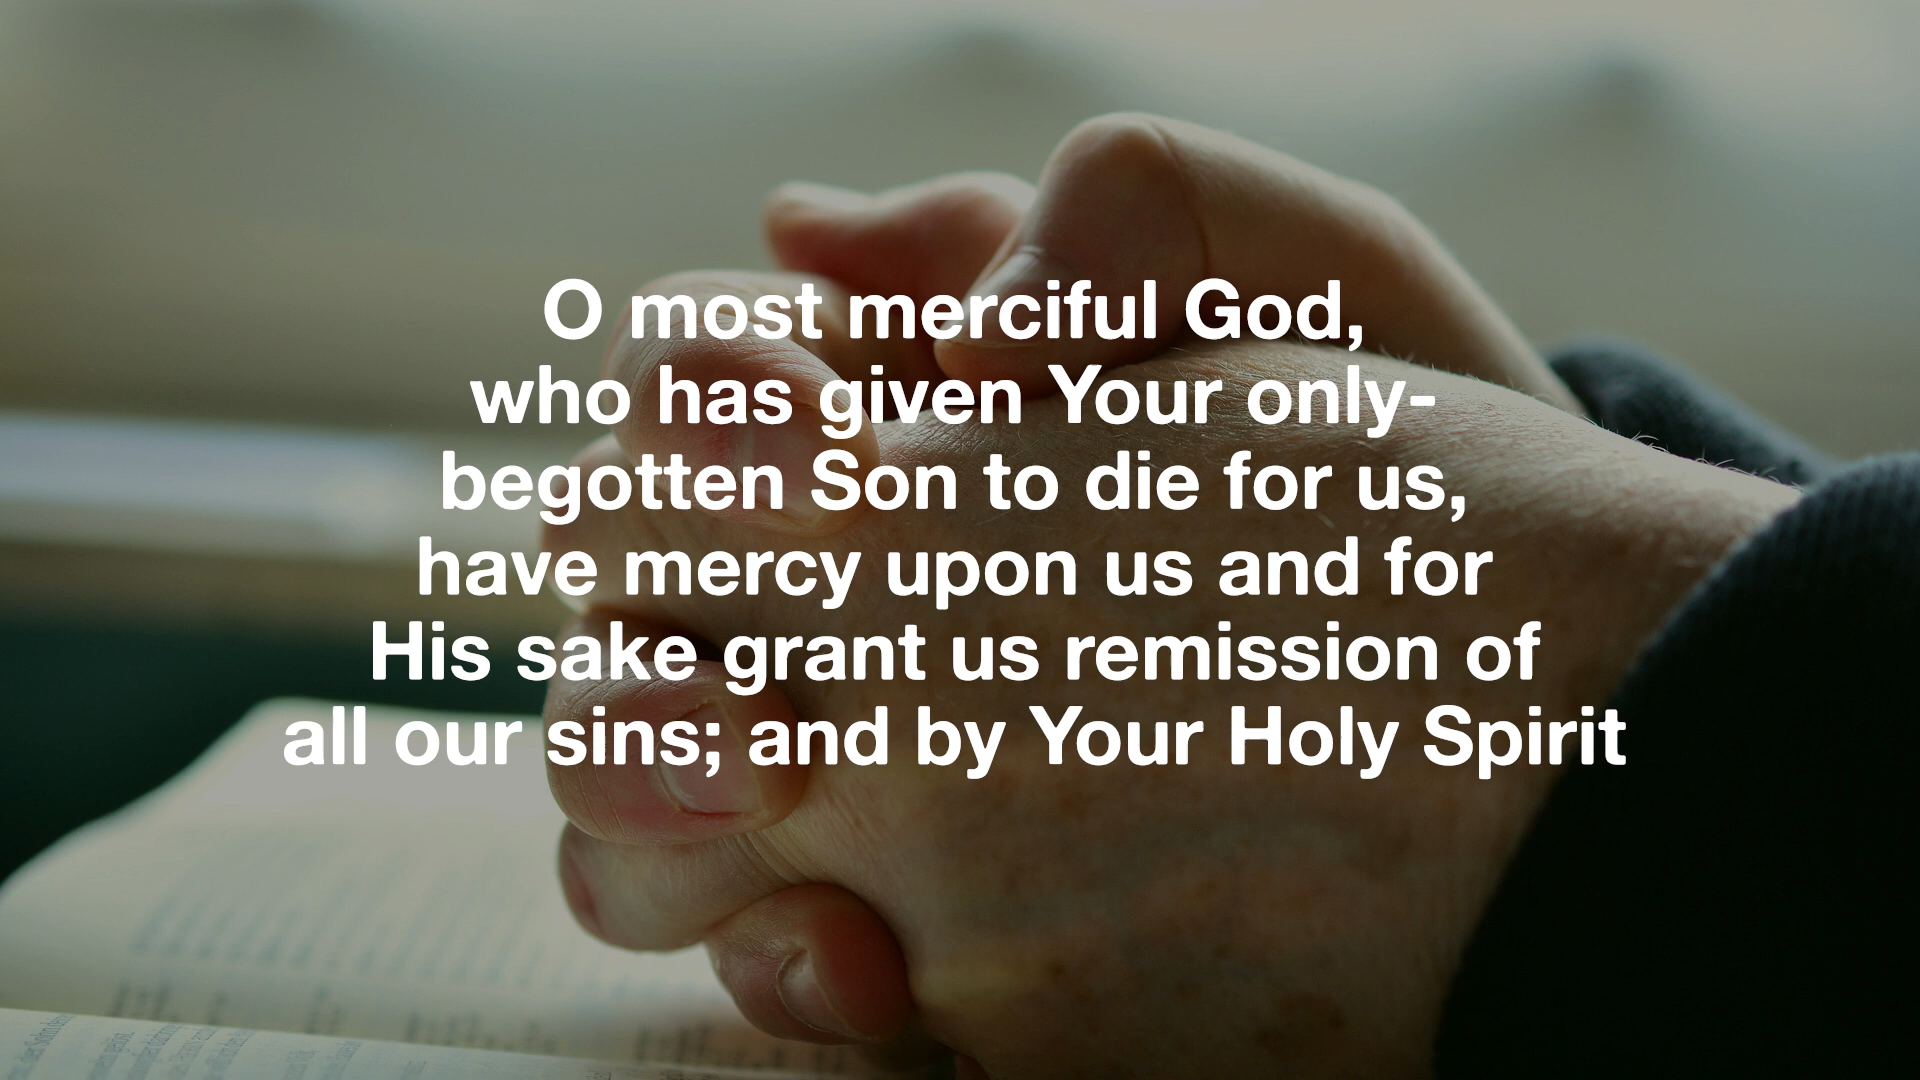 O most merciful God,
who has given Your only-
begotten Son to die for us,
have mercy upon us and for
His sake grant us remission of
all our sins; and by Your Holy Spirit